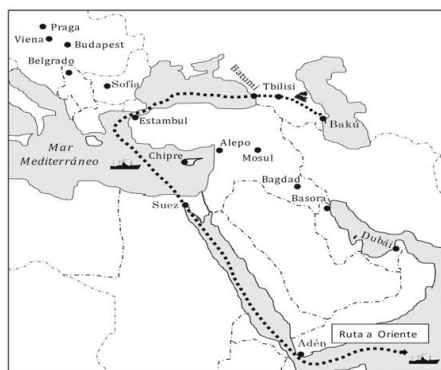 Praga
Viena
Budapest
Belgrado
Sofía
Batumi
Tbilisi
Estambul
Bakú
Mar
Mediterráneo
Chipre
Alepo
Mosul
Suez
Bagdad
Basora
Dubái
Adén
Ruta a Oriente